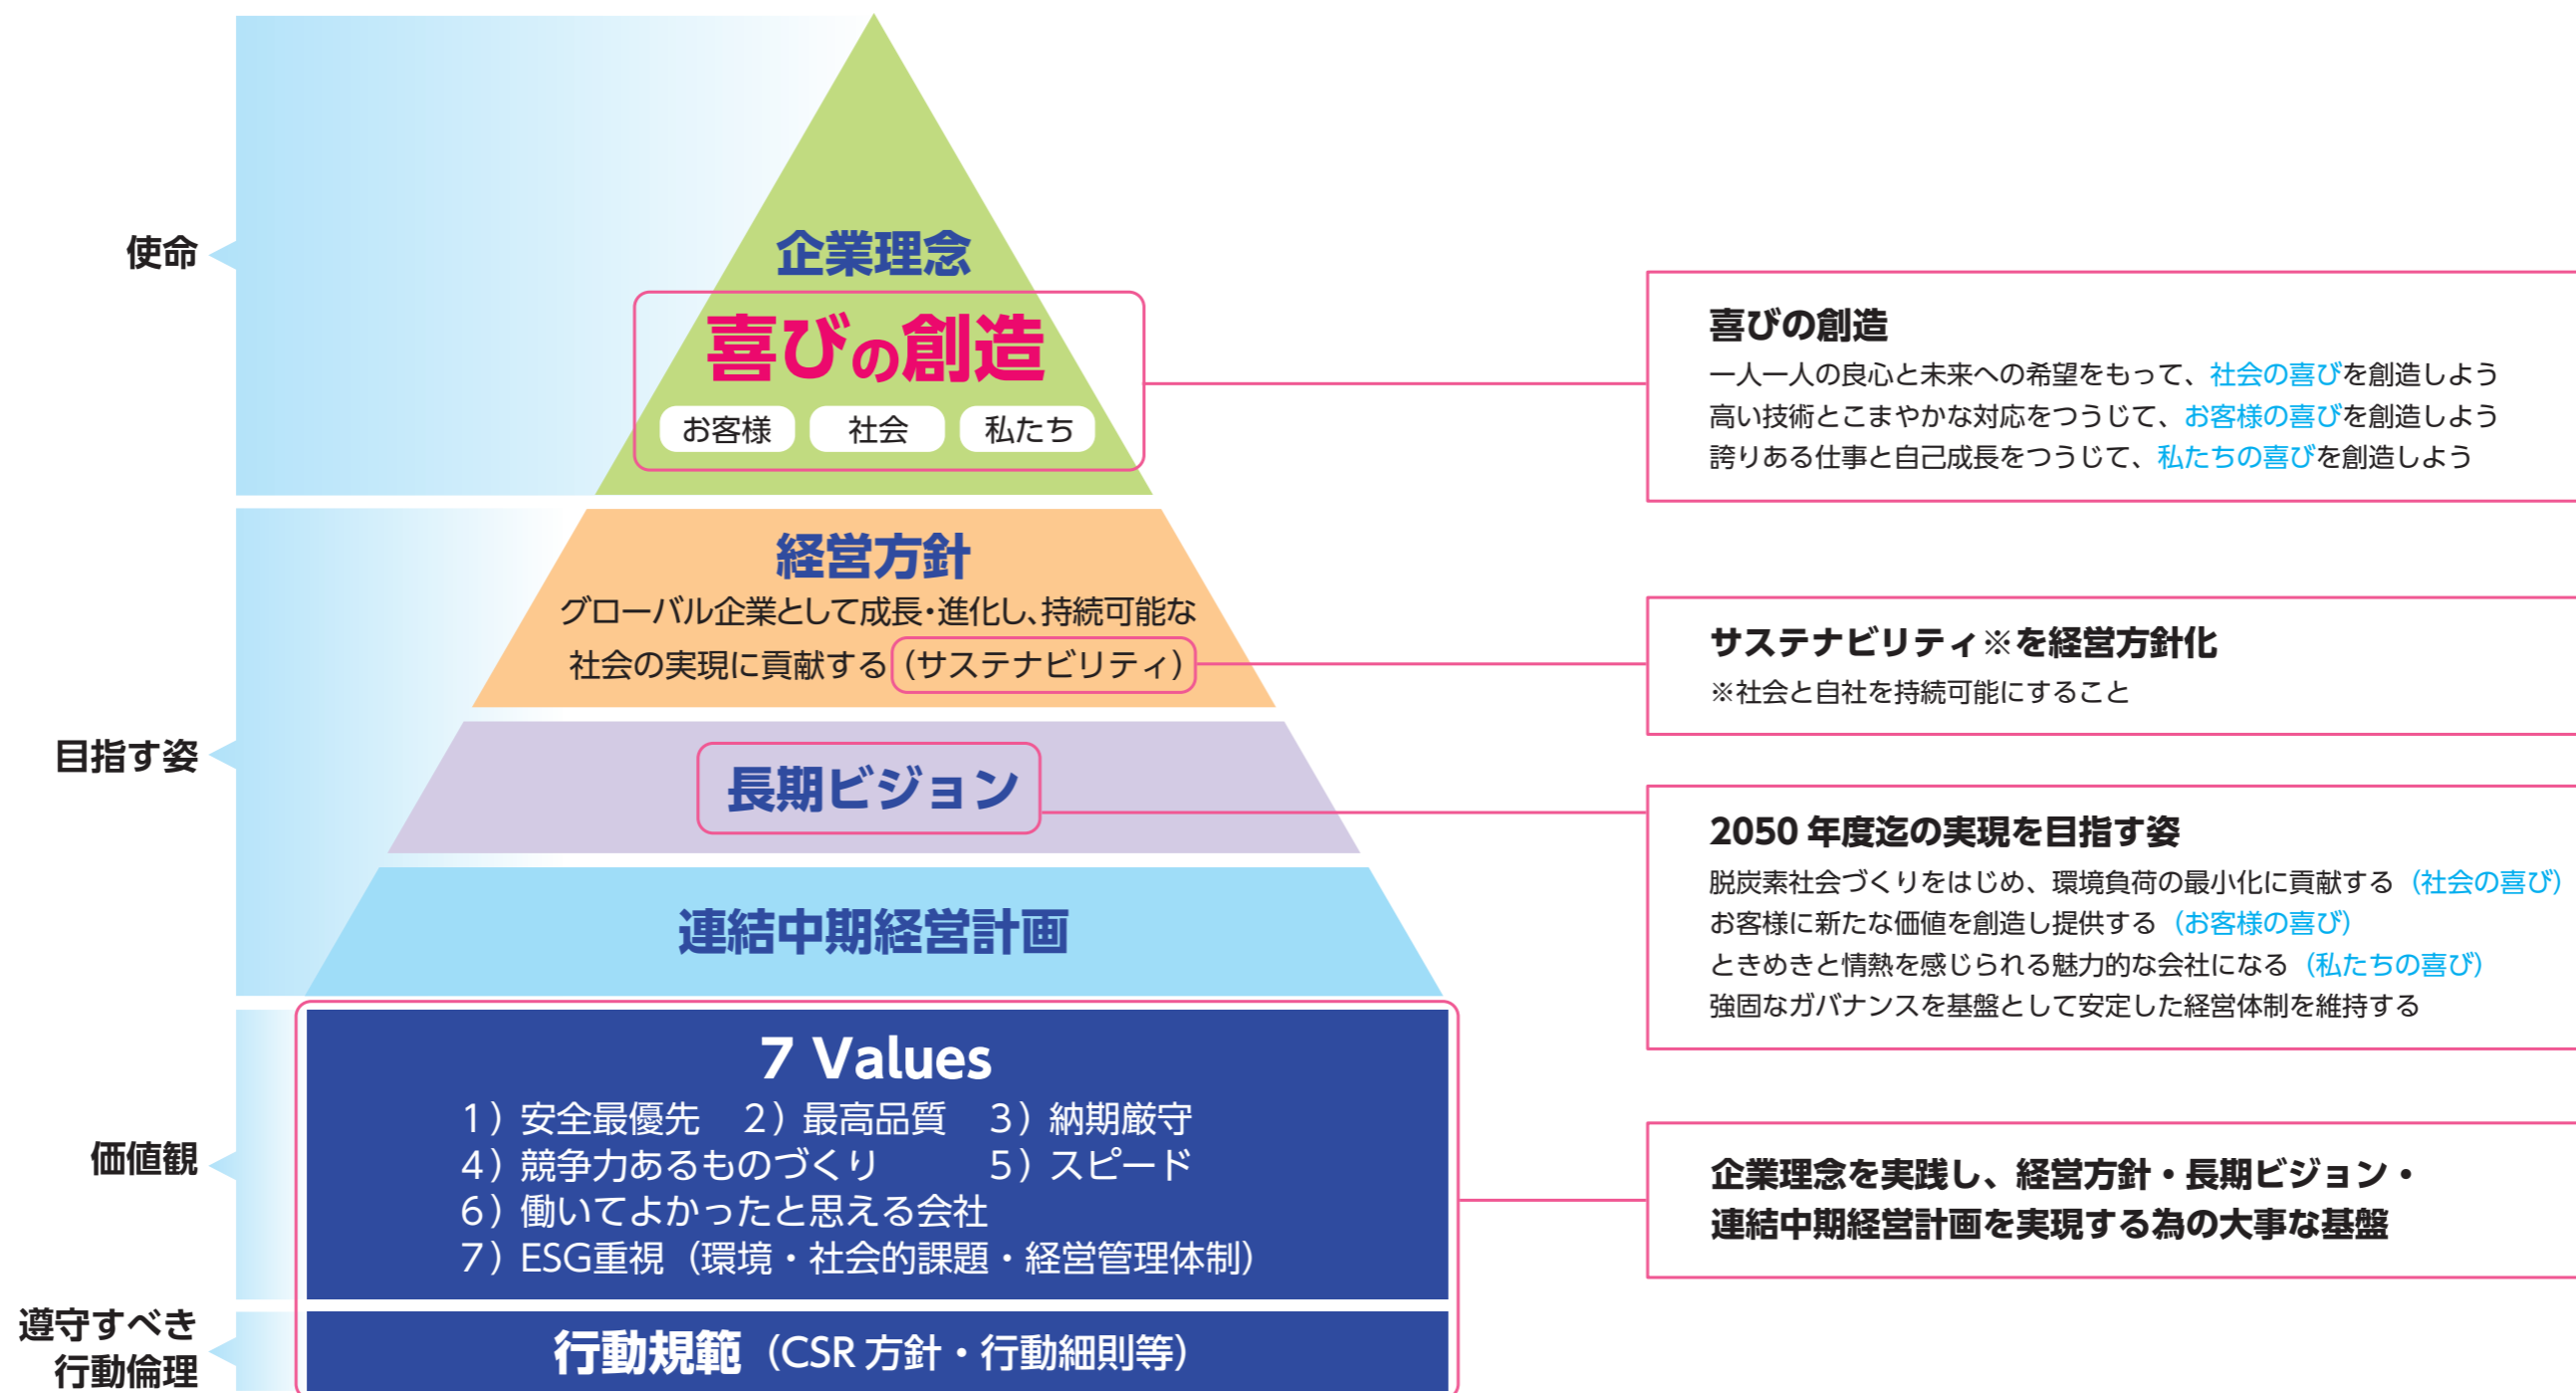 使命
企業理念
喜びの創造
お客様 社会 私たち
喜びの創造
一人一人の良心と未来への希望をもって、社会の喜びを創造しよう
高い技術とこまやかな対応をつうじて、お客様の喜びを創造しよう
誇りある仕事と自己成長をつうじて、私たちの喜びを創造しよう
目指す姿
経営方針
グローバル企業として成長・進化し、持続可能な
社会の実現に貢献する(サステナビリティ)
サステナビリティ※を経営方針化
※社会と自社を持続可能にすること
長期ビジョン
2050 年度迄の実現を目指す姿
脱炭素社会づくりをはじめ、環境負荷の最小化に貢献する（社会の喜び）
お客様に新たな価値を創造し提供する（お客様の喜び）
ときめきと情熱を感じられる魅力的な会社になる（私たちの喜び）
強固なガバナンスを基盤として安定した経営体制を維持する
連結中期経営計画
価値観
7 Values
1）安全最優先　2）最高品質　3）納期厳守
4）競争力あるものづくり　5）スピード
6）働いてよかったと思える会社
7）ESG重視（環境・社会的課題・経営管理体制）
企業理念を実践し、経営方針・長期ビジョン・
連結中期経営計画を実現する為の大事な基盤
遵守すべき
行動倫理
行動規範（CSR 方針・行動細則等）